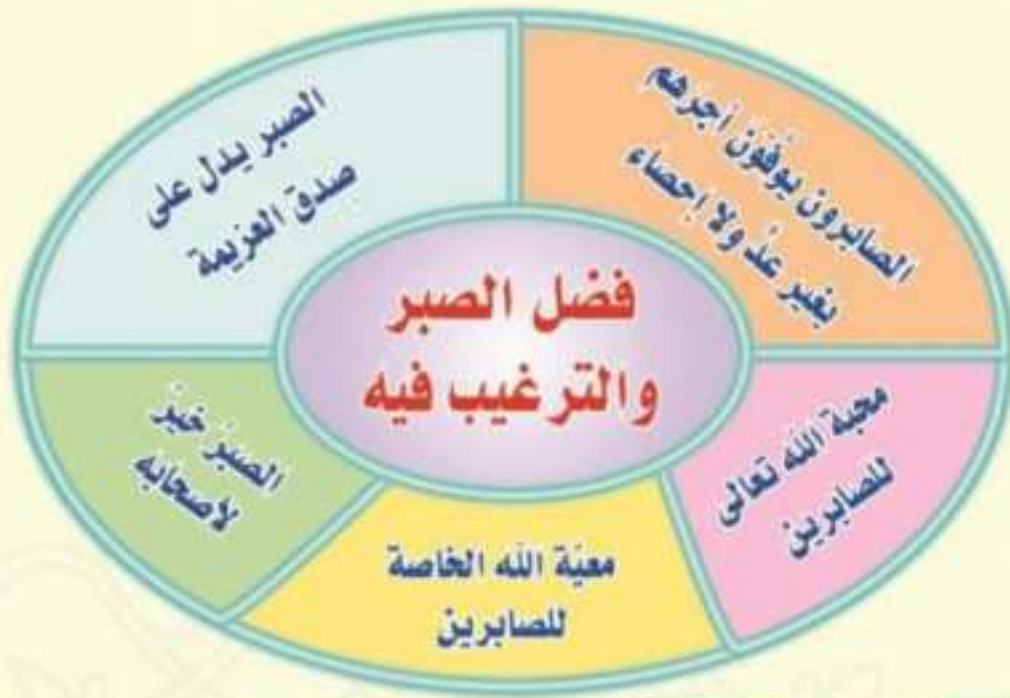 فضل الصبر
والترغيب فيه
الصابرون يوفون أجرهم
بغير عدّ ولا إحصاء
محبة الله تعالى
للصابرين
معيّة الله الخاصة
للصابرين
الصبر خير
لأصحابه
الصبر يدل على
صدق العزيمة